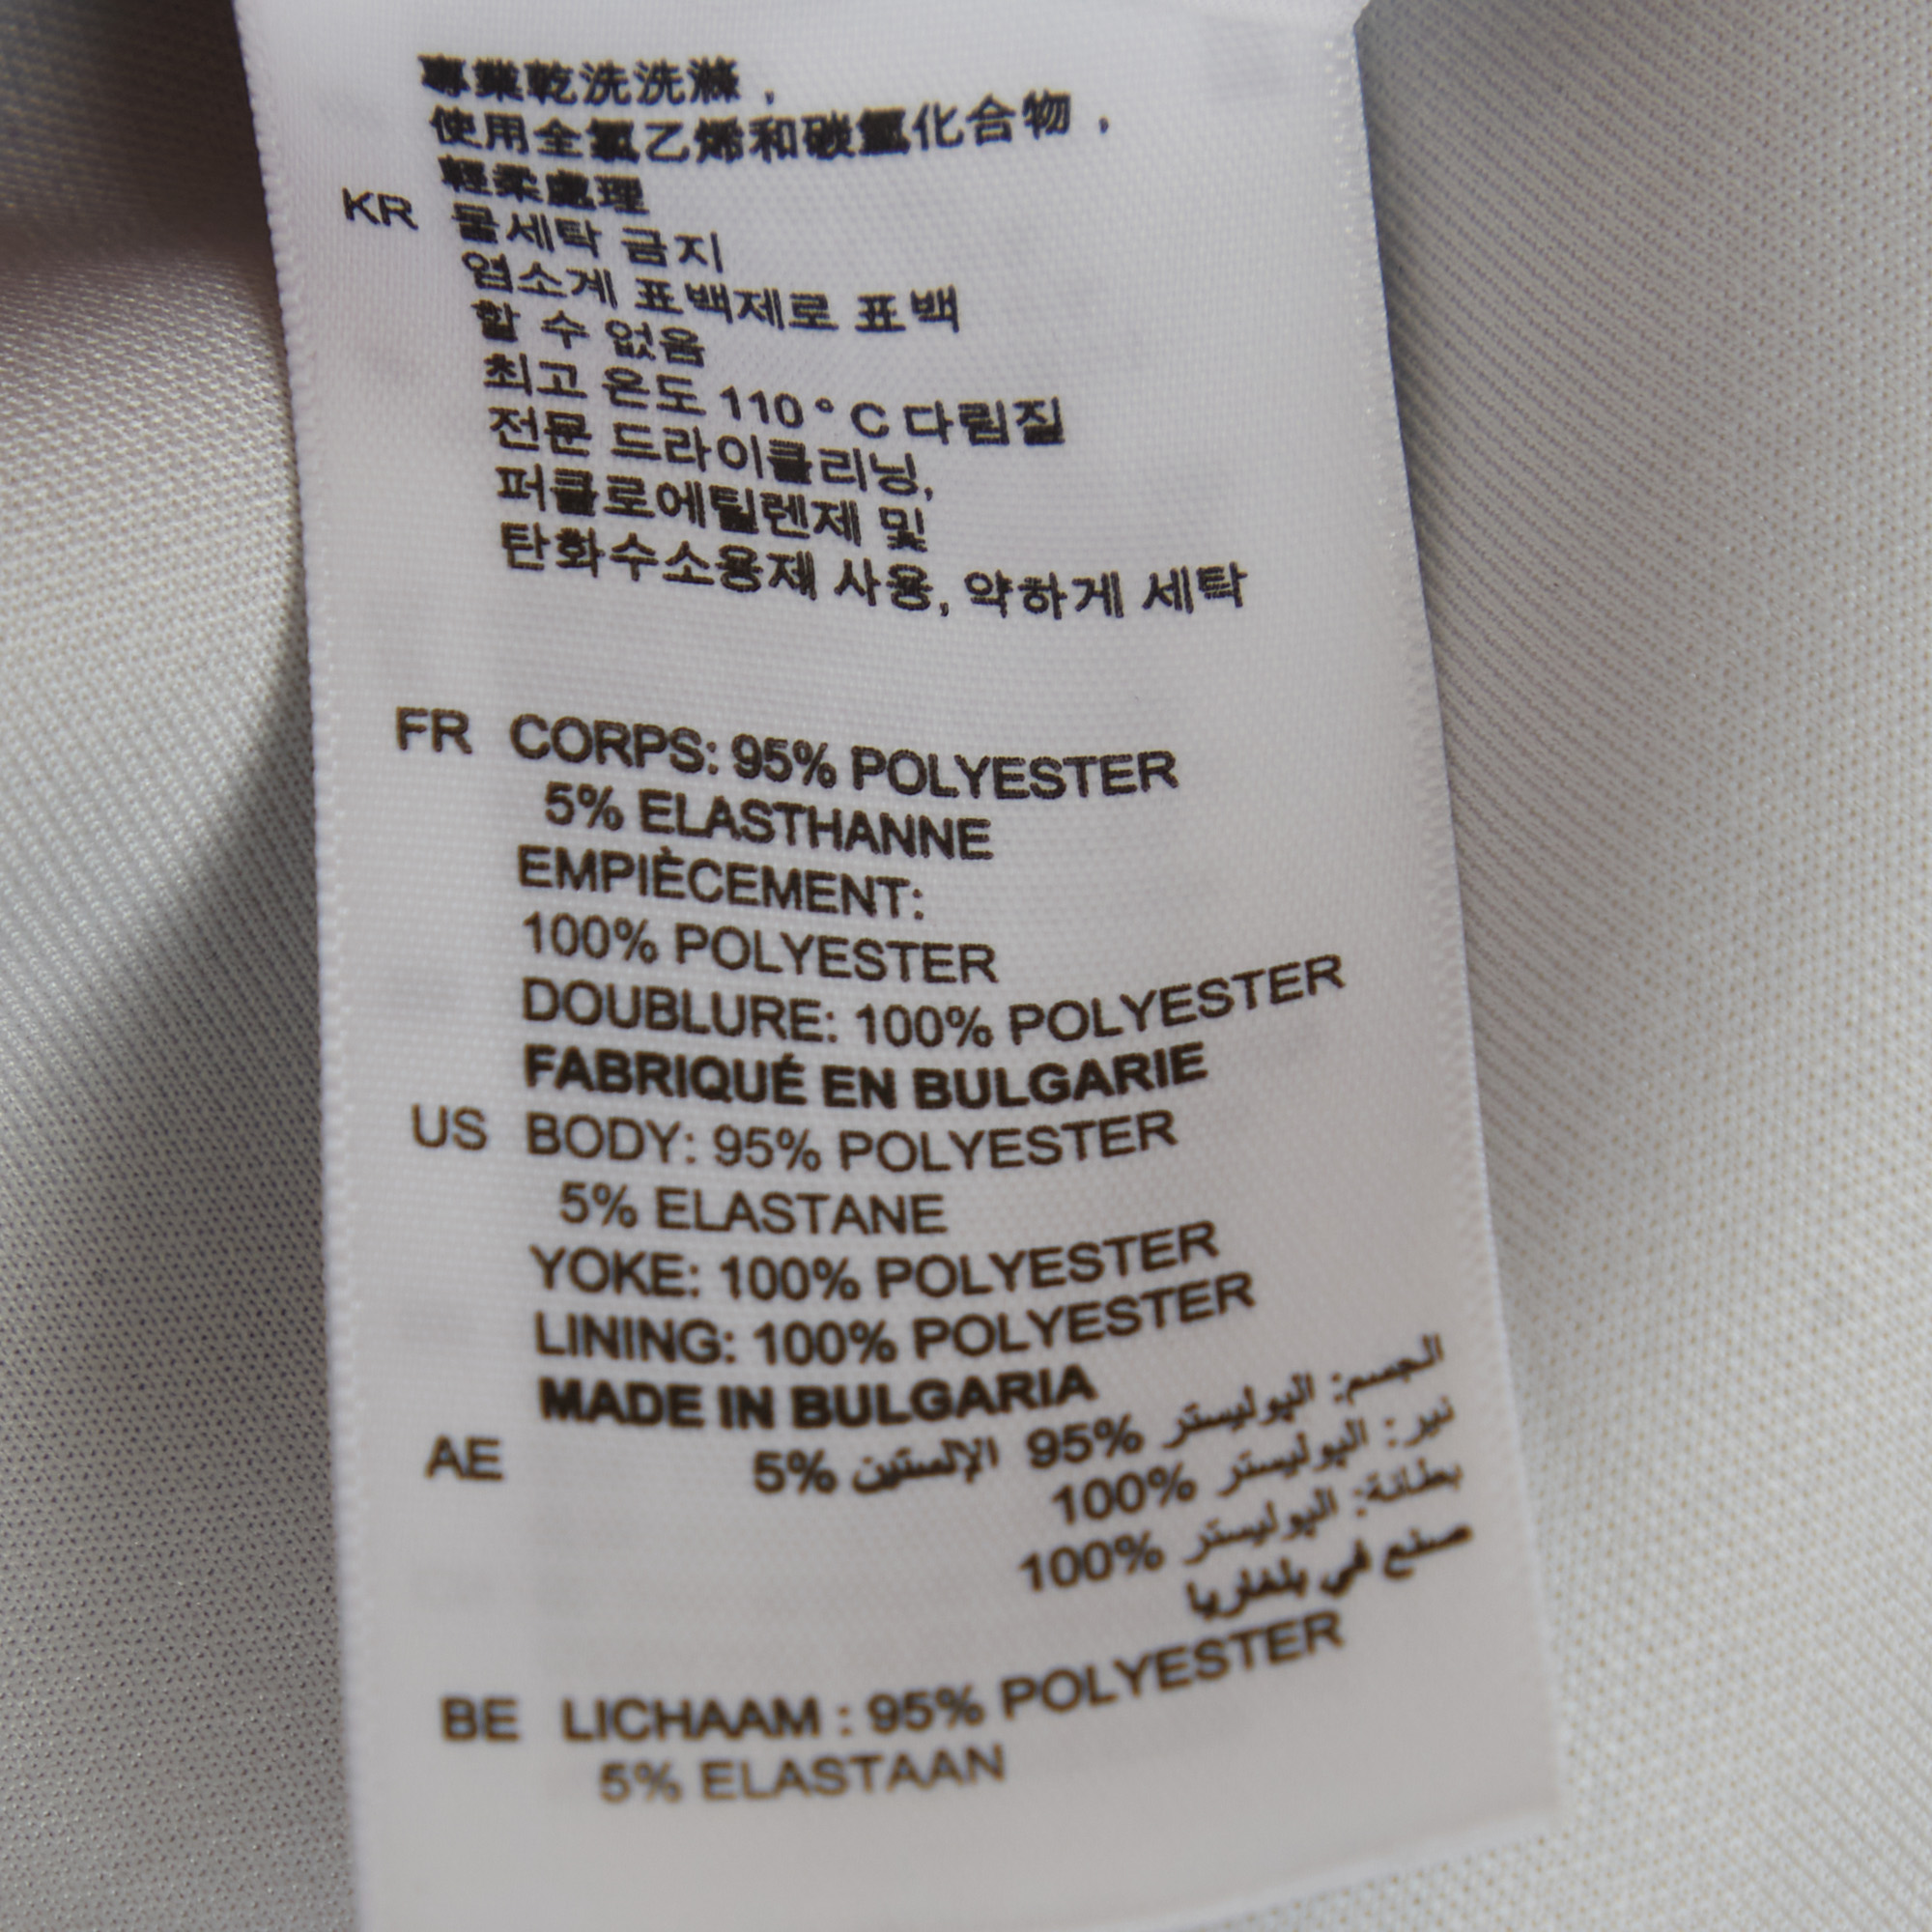 專業乾洗洗滌，
使用全氯乙烯和碳氫化合物，
輕柔處理
KR 물세탁 금지
염소계 표백제로 표백
할 수 없음
최고 온도 110°C 다림질
전문 드라이클리닝,
퍼클로에틸렌제 및
탄화수소용재 사용, 약하게 세탁
FR CORPS: 95% POLYESTER
5% ELASTHANNE
EMPIÈCEMENT:
100% POLYESTER
DOUBLURE: 100% POLYESTER
FABRIQUÉ EN BULGARIE
US BODY: 95% POLYESTER
5% ELASTANE
YOKE: 100% POLYESTER
LINING: 100% POLYESTER
MADE IN BULGARIA
AE الجسم: البوليستر %95 الإلستين %5
نير: البوليستر %100
بطانة: البوليستر %100
صنع في بلغاريا
BE LICHAAM : 95% POLYESTER
5% ELASTAAN